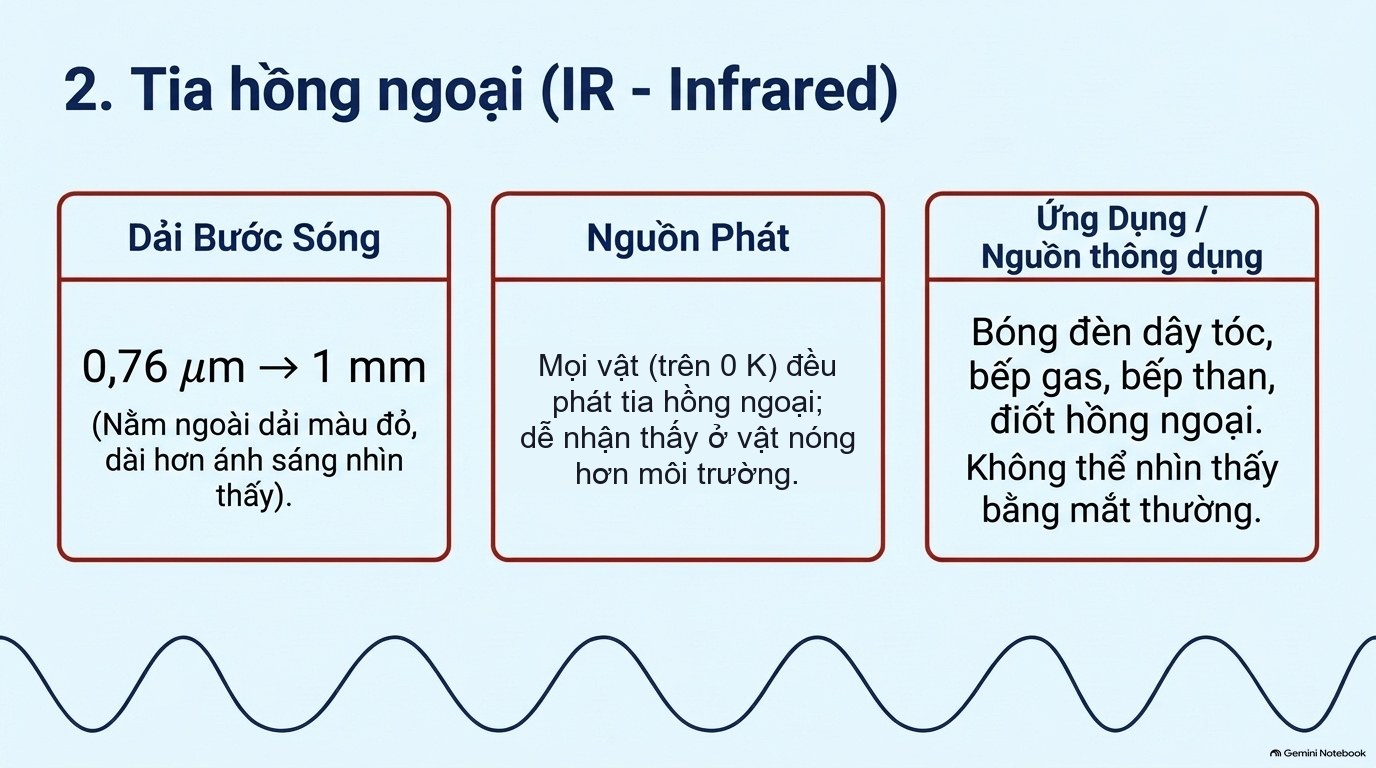 2. Tia hồng ngoại (IR - Infrared)
Dải Bước Sóng
0,76 μm → 1 mm
(Nằm ngoài dải màu đỏ,
dài hơn ánh sáng nhìn
thấy).
Nguồn Phát
Mọi vật (trên 0 K) đều
phát tia hồng ngoại;
dễ nhận thấy ở vật nóng
hơn môi trường.
Ứng Dụng /
Nguồn thông dụng
Bóng đèn dây tóc,
bếp gas, bếp than,
điốt hồng ngoại.
Không thể nhìn thấy
bằng mắt thường.
Gemini Notebook